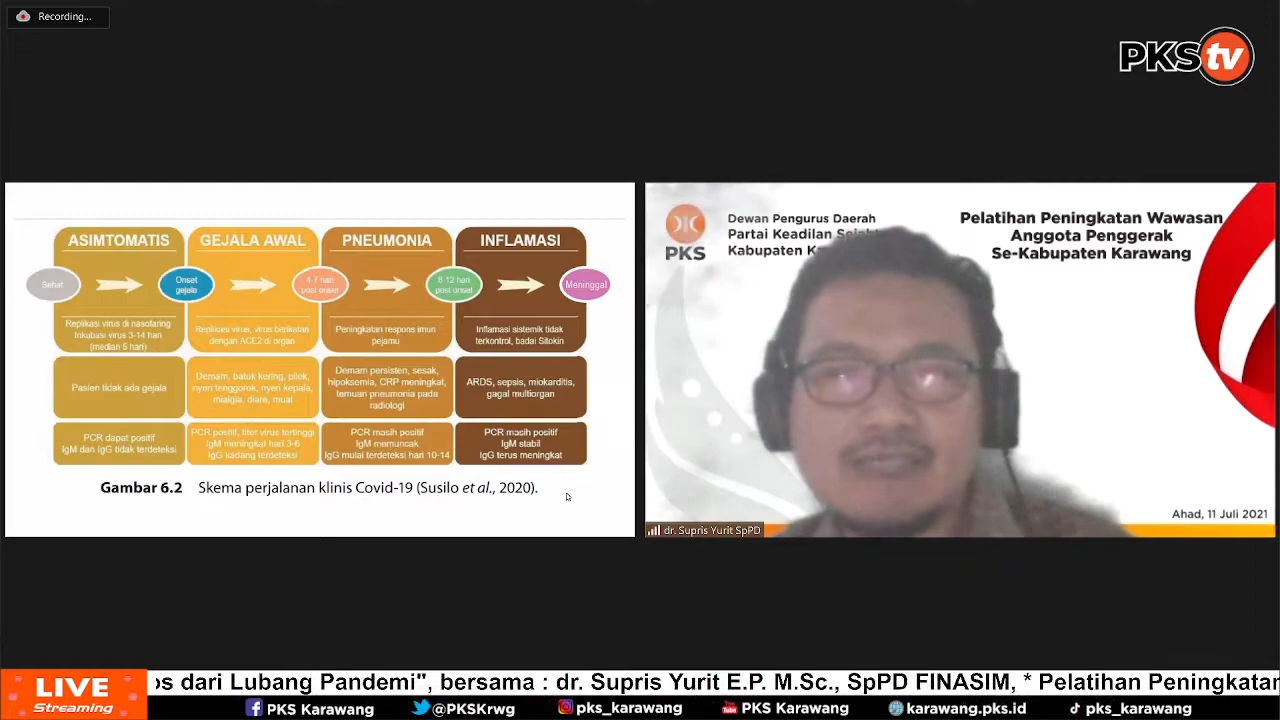 Recording...
PKStv
ASIMTOMATIS
GEJALA AWAL
PNEUMONIA
INFLAMASI
Sehat
Onset
gejala
4-7 hari
post onset
8-12 hari
post onset
Meninggal
Replikasi virus di nasofaring
Inkubasi virus 3-14 hari
(median 5 hari)
Replikasi virus, virus berikatan
dengan ACE2 di organ
Peningkatan respons imun
pejamu
Inflamasi sistemik tidak
terkontrol, badai Sitokin
Pasien tidak ada gejala
Demam, batuk kering, pilek,
nyeri tenggorok, nyeri kepala,
mialgia, diare, mual
Demam persisten, sesak,
hipoksemia, CRP meningkat,
temuan pneumonia pada
radiologi
ARDS, sepsis, miokarditis,
gagal multiorgan
PCR dapat positif
IgM dan IgG tidak terdeteksi
PCR positif, titer virus tertinggi
IgM meningkat hari 3-6
IgG kadang terdeteksi
PCR masih positif
IgM memuncak
IgG mulai terdeteksi hari 10-14
PCR masih positif
IgM stabil
IgG terus meningkat
Gambar 6.2 Skema perjalanan klinis Covid-19 (Susilo et al., 2020).
PKS
Dewan Pengurus Daerah
Partai Keadilan
Kabupaten
Pelatihan Peningkatan Wawasan
Anggota Penggerak
Se-Kabupaten Karawang
Ahad, 11 Juli 2021
dr. Supris Yurit SpPD
LIVE
Streaming
os dari Lubang Pandemi", bersama : dr. Supris Yurit E.P. M.Sc., SpPD FINASIM, * Pelatihan Peningkatan
PKS Karawang @PKSKrwg pks_karawang You Tube PKS Karawang karawang.pks.id pks_karawang